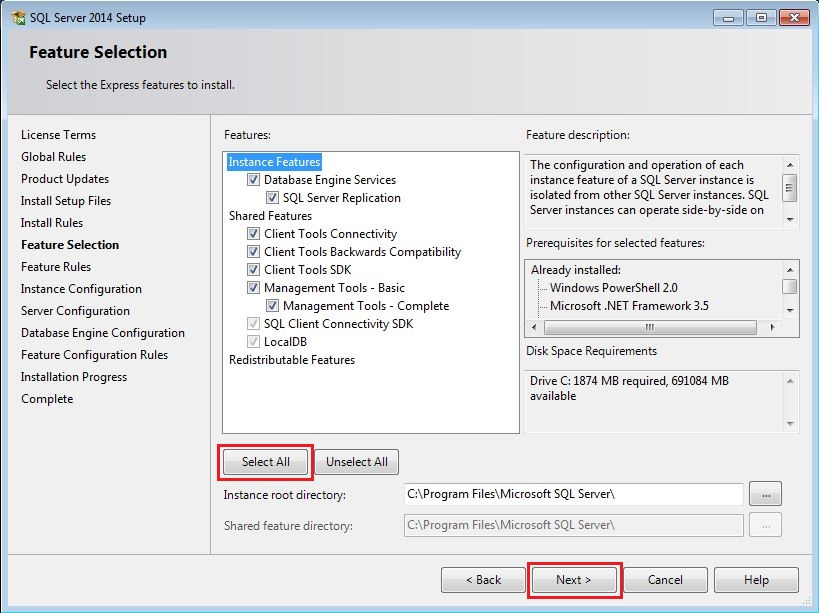 SQL Server 2014 Setup
Feature Selection
Select the Express features to install.
License Terms
Global Rules
Product Updates
Install Setup Files
Install Rules
Feature Selection
Feature Rules
Instance Configuration
Server Configuration
Database Engine Configuration
Feature Configuration Rules
Installation Progress
Complete
Features:
Instance Features
Database Engine Services
SQL Server Replication
Shared Features
Client Tools Connectivity
Client Tools Backwards Compatibility
Client Tools SDK
Management Tools - Basic
Management Tools - Complete
SQL Client Connectivity SDK
LocalDB
Redistributable Features
Feature description:
The configuration and operation of each
instance feature of a SQL Server instance is
isolated from other SQL Server instances. SQL
Server instances can operate side-by-side on
Prerequisites for selected features:
Already installed:
Windows PowerShell 2.0
Microsoft .NET Framework 3.5
Disk Space Requirements
Drive C: 1874 MB required, 691084 MB
available
Select All
Unselect All
Instance root directory:
C:\Program Files\Microsoft SQL Server\
...
Shared feature directory:
C:\Program Files\Microsoft SQL Server\
...
< Back
Next >
Cancel
Help